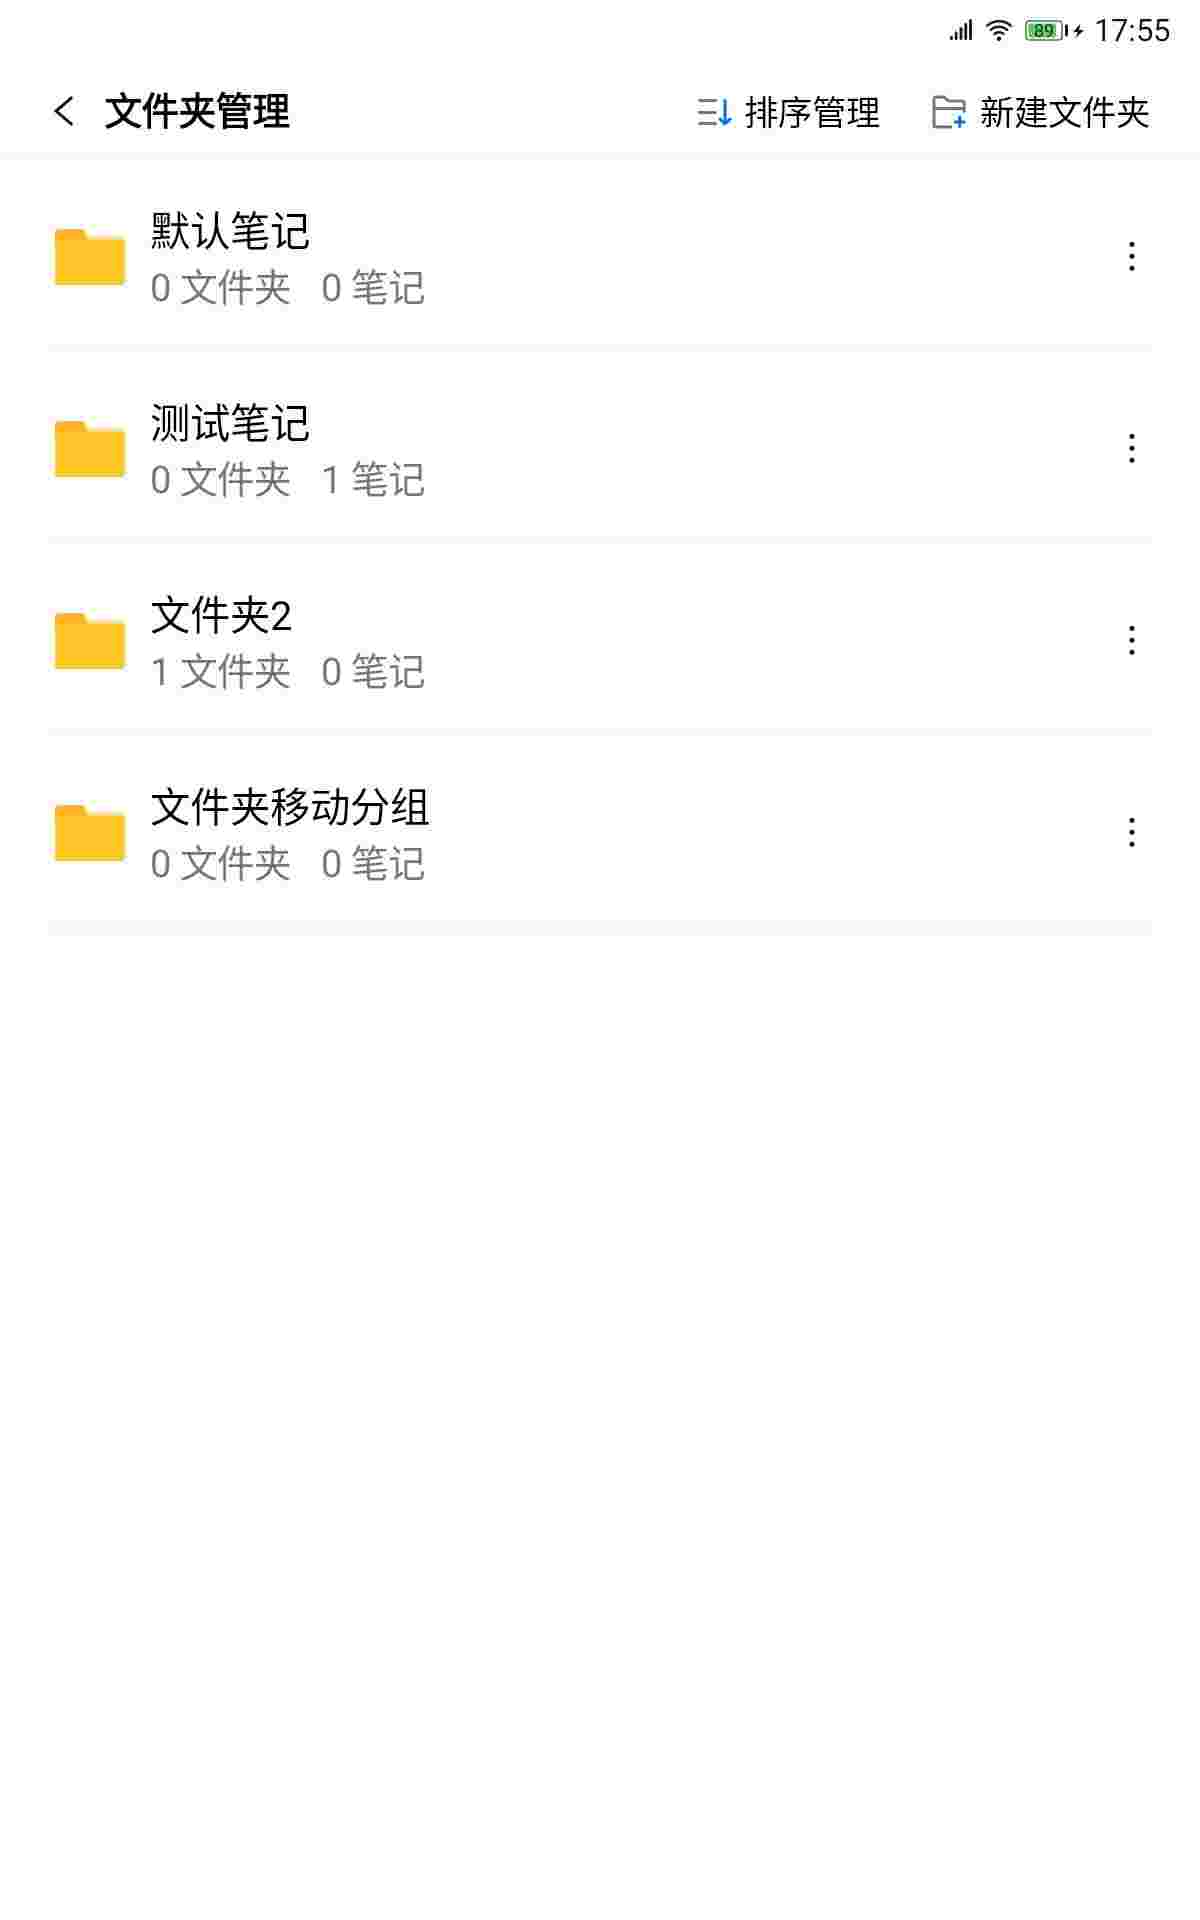 89 17:55
文件夹管理 排序管理 新建文件夹
默认笔记
0 文件夹 0 笔记
测试笔记
0 文件夹 1 笔记
文件夹2
1 文件夹 0 笔记
文件夹移动分组
0 文件夹 0 笔记